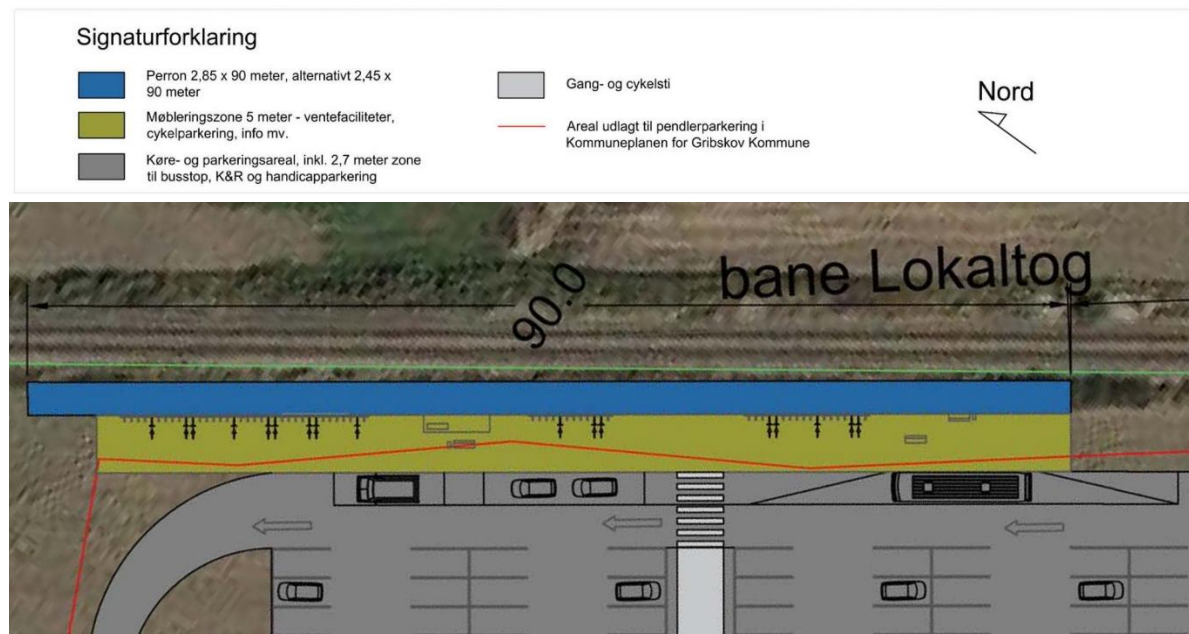 Signaturforklaring
Perron 2,85 x 90 meter, alternativt 2,45 x
90 meter
Møbleringszone 5 meter - ventefaciliteter,
cykelparkering, info mv.
Køre- og parkeringsareal, inkl. 2,7 meter zone
til busstop, K&R og handicapparkering
Gang- og cykelsti
Areal udlagt til pendlerparkering i
Kommuneplanen for Gribskov Kommune
Nord
bane Lokaltog
90.0